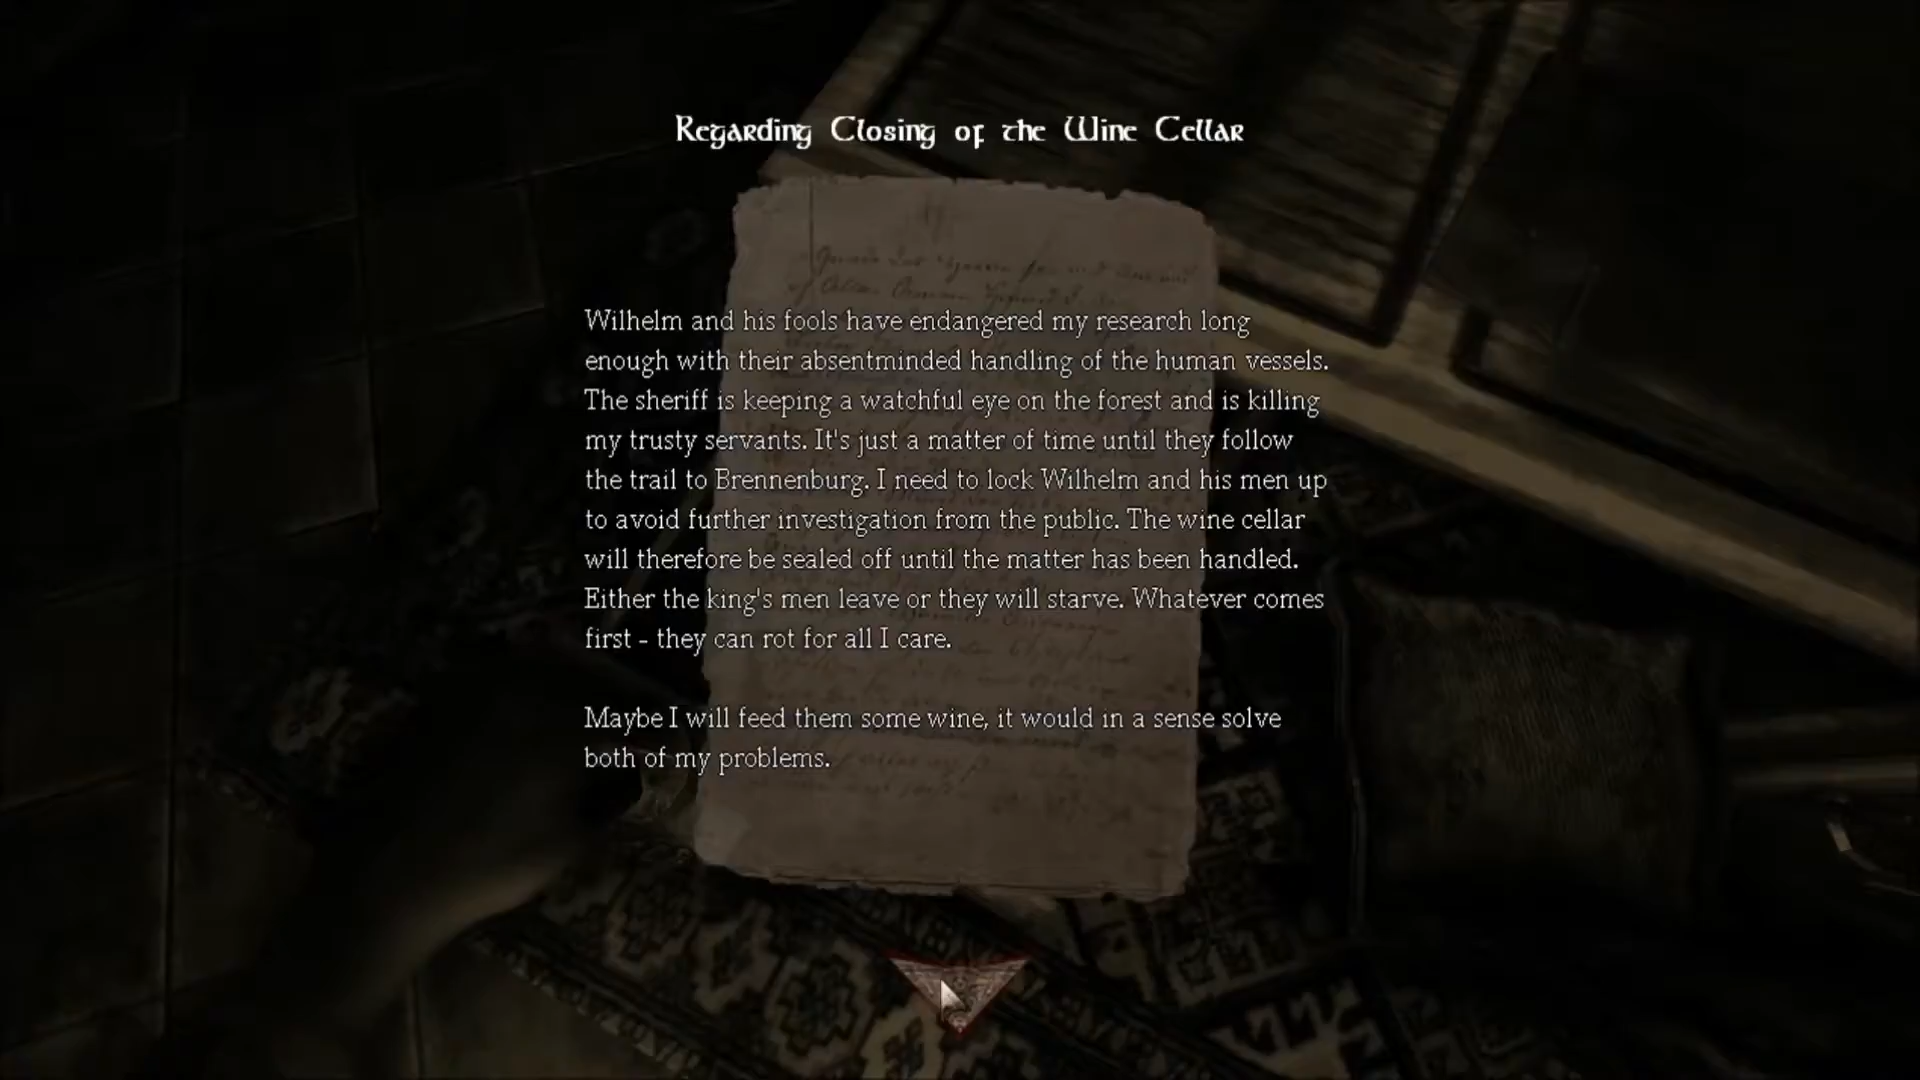 Regarding Closing of the Wine Cellar
Wilhelm and his fools have endangered my research long
enough with their absentminded handling of the human vessels.
The sheriff is keeping a watchful eye on the forest and is killing
my trusty servants. It's just a matter of time until they follow
the trail to Brennenburg. I need to lock Wilhelm and his men up
to avoid further investigation from the public. The wine cellar
will therefore be sealed off until the matter has been handled.
Either the king's men leave or they will starve. Whatever comes
first - they can rot for all I care.
Maybe I will feed them some wine, it would in a sense solve
both of my problems.